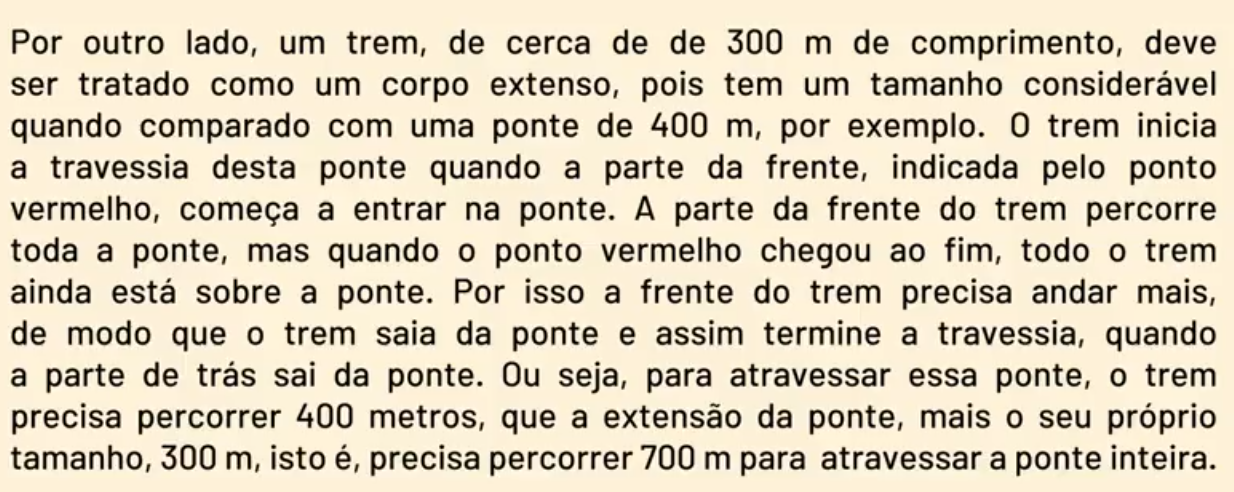 Por outro lado, um trem, de cerca de de 300 m de comprimento, deve
ser tratado como um corpo extenso, pois tem um tamanho considerável
quando comparado com uma ponte de 400 m, por exemplo. O trem inicia
a travessia desta ponte quando a parte da frente, indicada pelo ponto
vermelho, começa a entrar na ponte. A parte da frente do trem percorre
toda a ponte, mas quando o ponto vermelho chegou ao fim, todo o trem
ainda está sobre a ponte. Por isso a frente do trem precisa andar mais,
de modo que o trem saia da ponte e assim termine a travessia, quando
a parte de trás sai da ponte. Ou seja, para atravessar essa ponte, o trem
precisa percorrer 400 metros, que a extensão da ponte, mais o seu próprio
tamanho, 300 m, isto é, precisa percorrer 700 m para atravessar a ponte inteira.